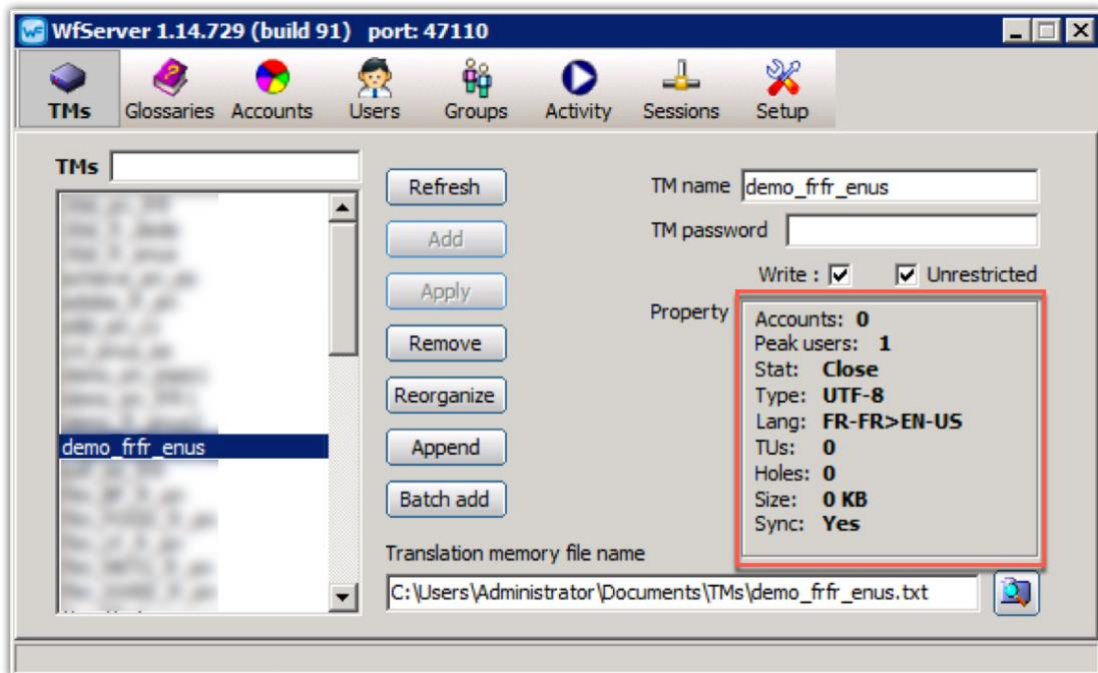 WfServer 1.14.729 (build 91) port: 47110
TMs Glossaries Accounts Users Groups Activity Sessions Setup
TMs
demo_frfr_enus
Refresh
Add
Apply
Remove
Reorganize
Append
Batch add
TM name demo_frfr_enus
TM password
Write : Unrestricted
Property
Accounts: 0
Peak users: 1
Stat: Close
Type: UTF-8
Lang: FR-FR>EN-US
TUs: 0
Holes: 0
Size: 0 KB
Sync: Yes
Translation memory file name
C:\Users\Administrator\Documents\TMs\demo_frfr_enus.txt